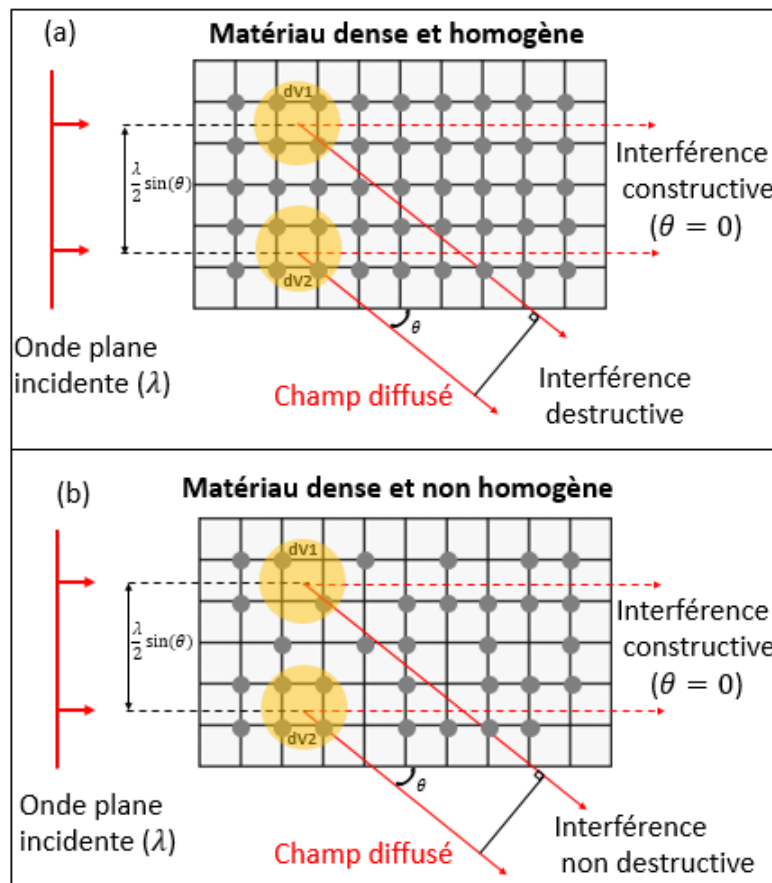 (a)
Matériau dense et homogène
dV1
λ/2 sin(θ)
dV2
Interférence
constructive
(θ = 0)
θ
Onde plane
incidente (λ)
Champ diffusé
Interférence
destructive
(b)
Matériau dense et non homogène
dV1
λ/2 sin(θ)
dV2
Interférence
constructive
(θ = 0)
θ
Onde plane
incidente (λ)
Champ diffusé
Interférence
non destructive